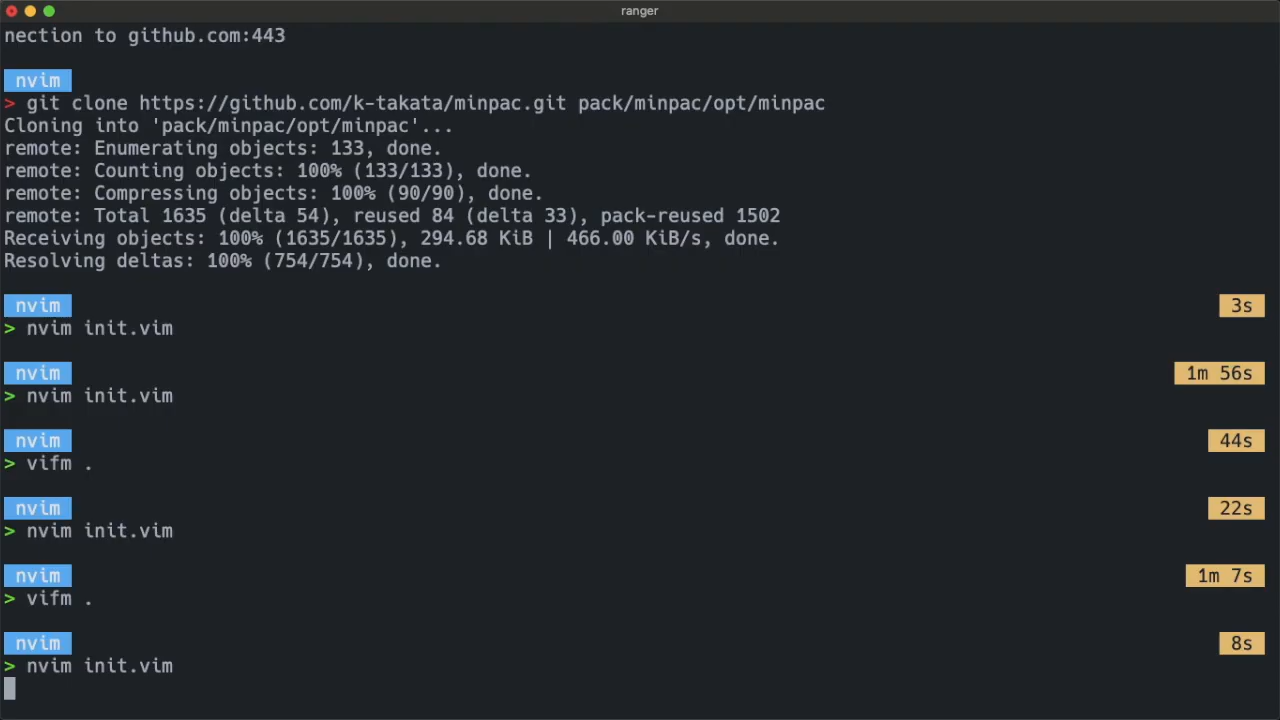 ranger
nection to github.com:443
nvim
> git clone https://github.com/k-takata/minpac.git pack/minpac/opt/minpac
Cloning into 'pack/minpac/opt/minpac'...
remote: Enumerating objects: 133, done.
remote: Counting objects: 100% (133/133), done.
remote: Compressing objects: 100% (90/90), done.
remote: Total 1635 (delta 54), reused 84 (delta 33), pack-reused 1502
Receiving objects: 100% (1635/1635), 294.68 KiB | 466.00 KiB/s, done.
Resolving deltas: 100% (754/754), done.
nvim 3s
> nvim init.vim
nvim 1m 56s
> nvim init.vim
nvim 44s
> vifm .
nvim 22s
> nvim init.vim
nvim 1m 7s
> vifm .
nvim 8s
> nvim init.vim